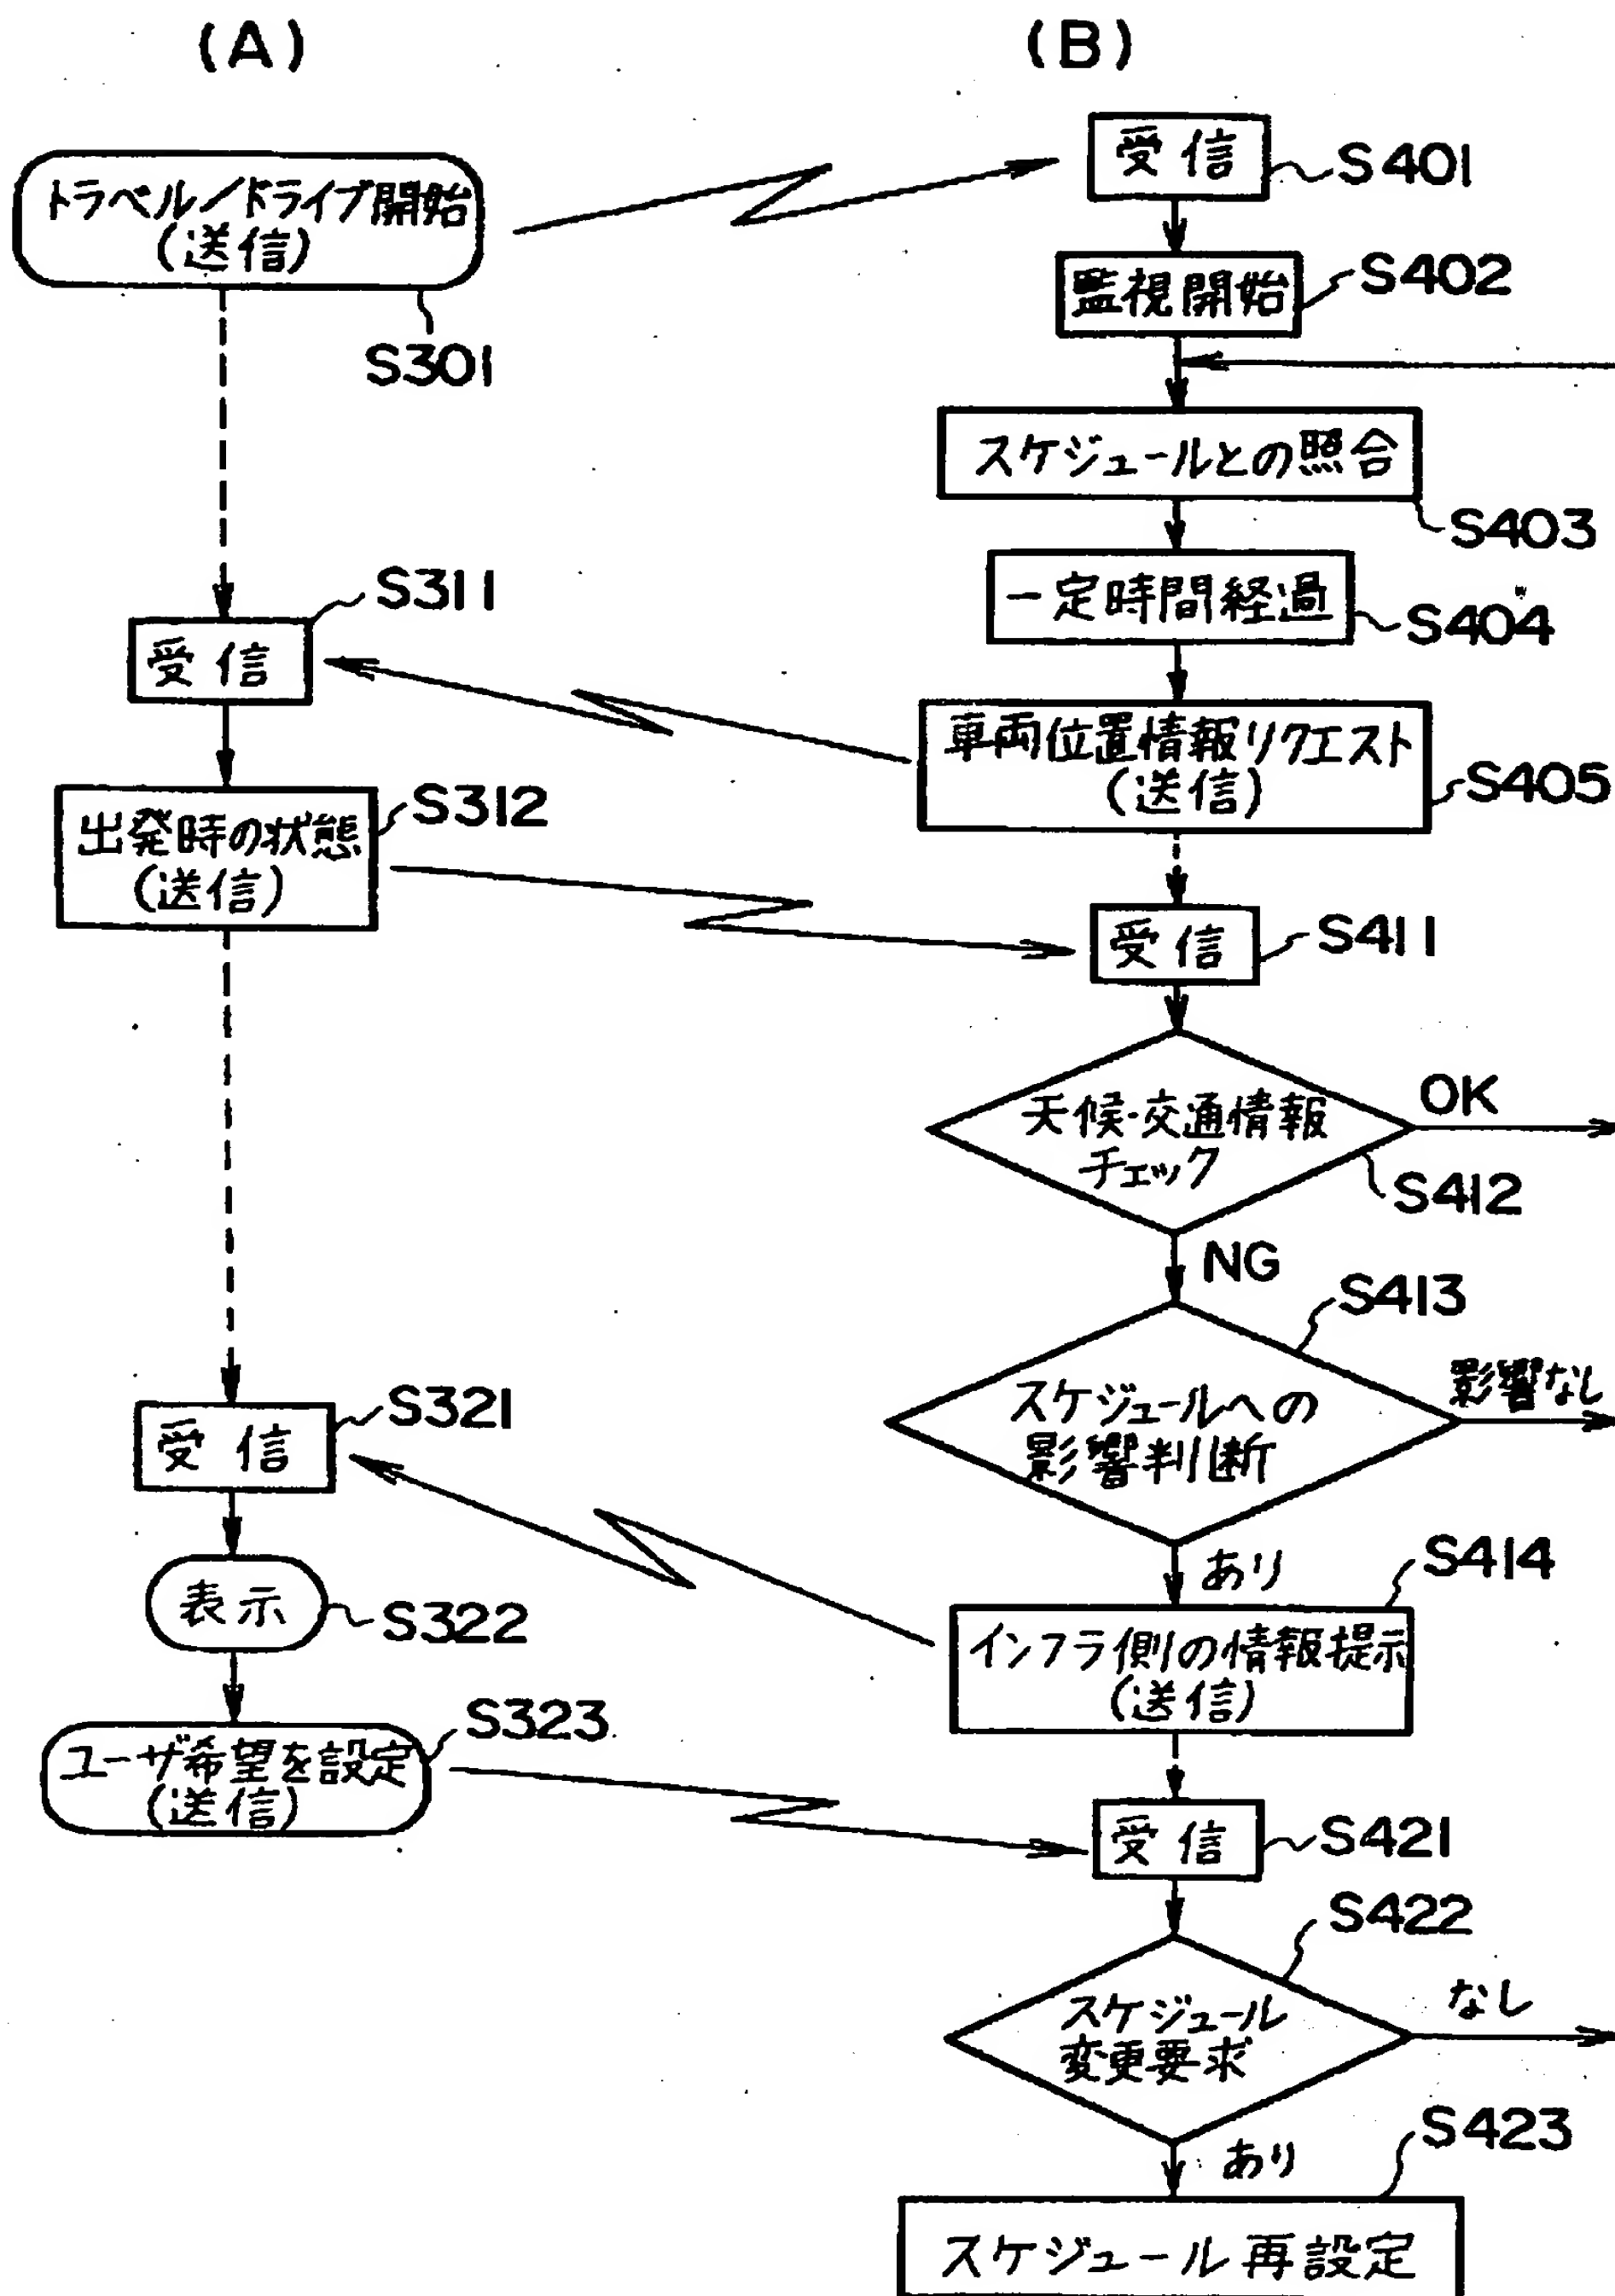 (A)
トラベル/ドライブ開始
(送信)
S301
受信
S311
出発時の状態
(送信)
S312
受信
S321
表示
S322
ユーザ希望を設定
(送信)
S323
(B)
受信
S401
監視開始
S402
スケジュールとの照合
S403
一定時間経過
S404
車両位置情報リクエスト
(送信)
S405
受信
S411
天候・交通情報
チェック
OK
S412
NG
S413
スケジュールへの
影響判断
影響なし
あり
S414
インフラ側の情報提示
(送信)
受信
S421
S422
スケジュール
変更要求
なし
あり
S423
スケジュール再設定